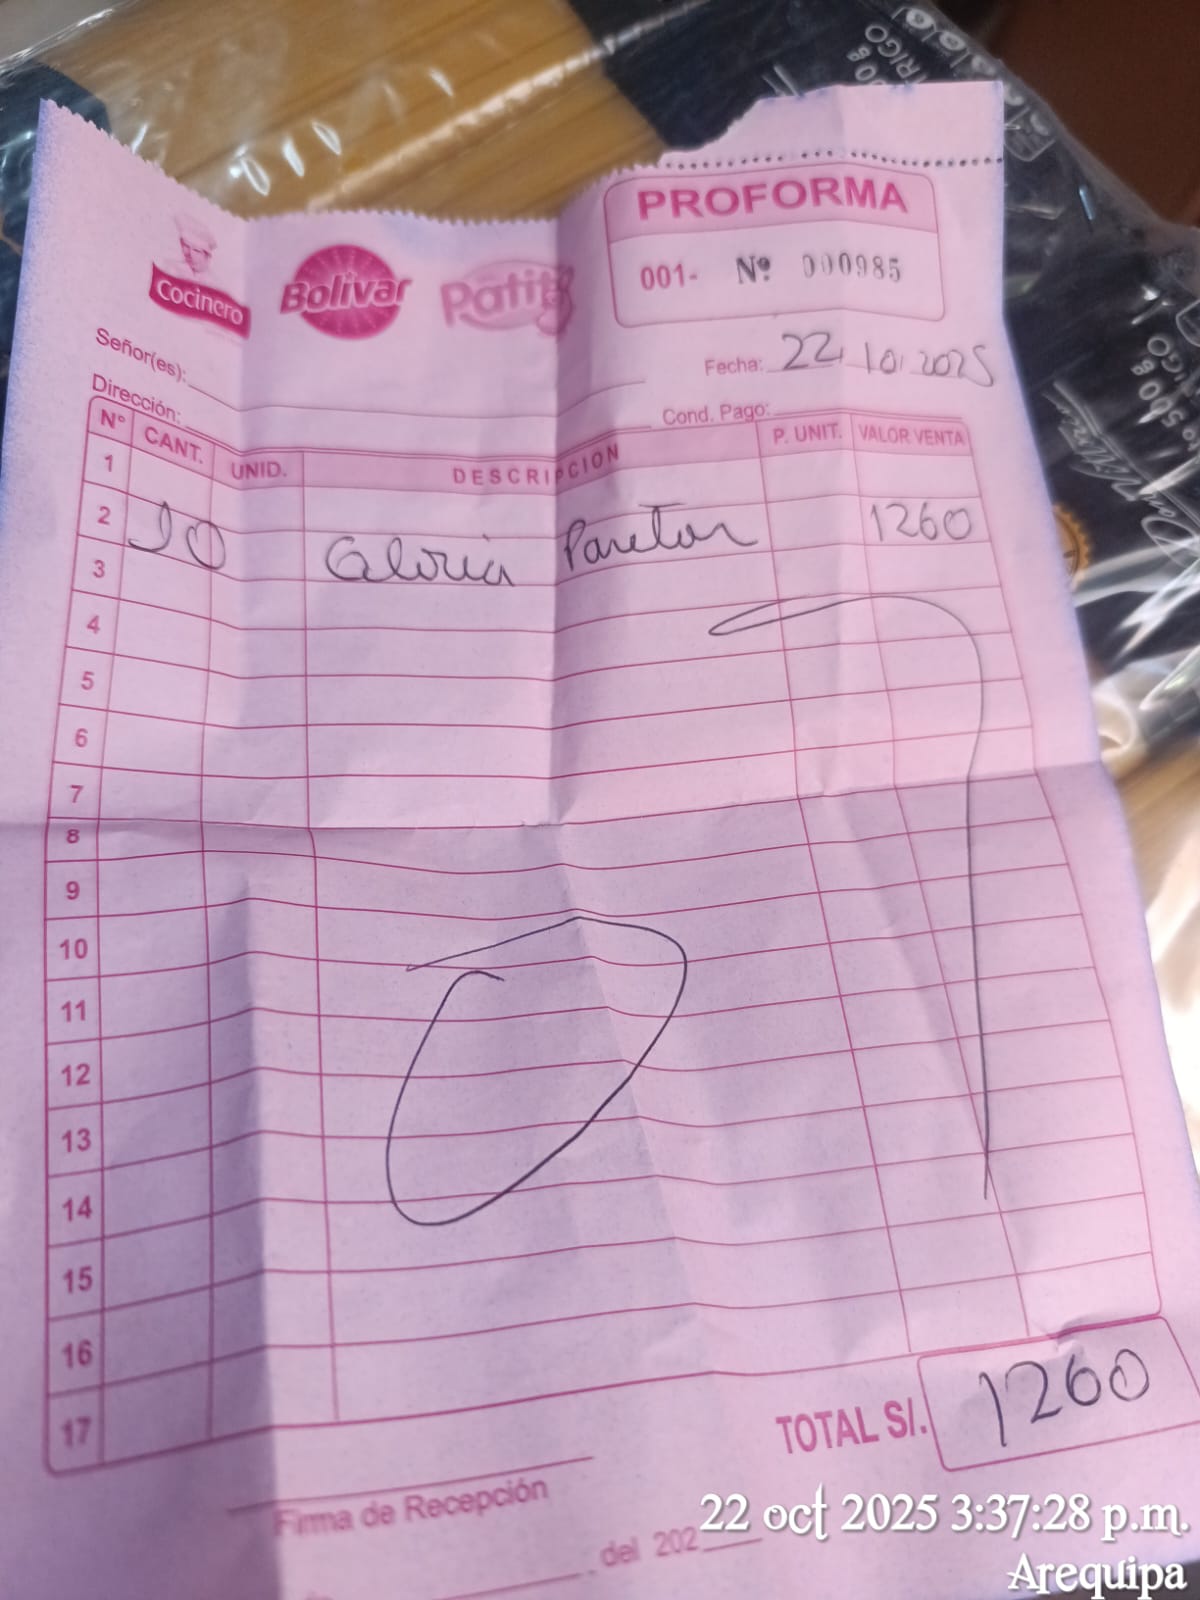 PROFORMA
001- Nº 000985
Cocinero
Bolivar
Patito
Señor(es):
Fecha: 22/10/2025
Dirección:
Cond. Pago:
Nº CANT. UNID. DESCRIPCION P. UNIT. VALOR VENTA
1
2 10 Gloria 1260
3
4
5
6
7
8
9
10
11
12
13
14
15
16
17
TOTAL S/. 1260
Firma de Recepción
del 202
22 oct 2025 3:37:28 p.m.
Arequipa